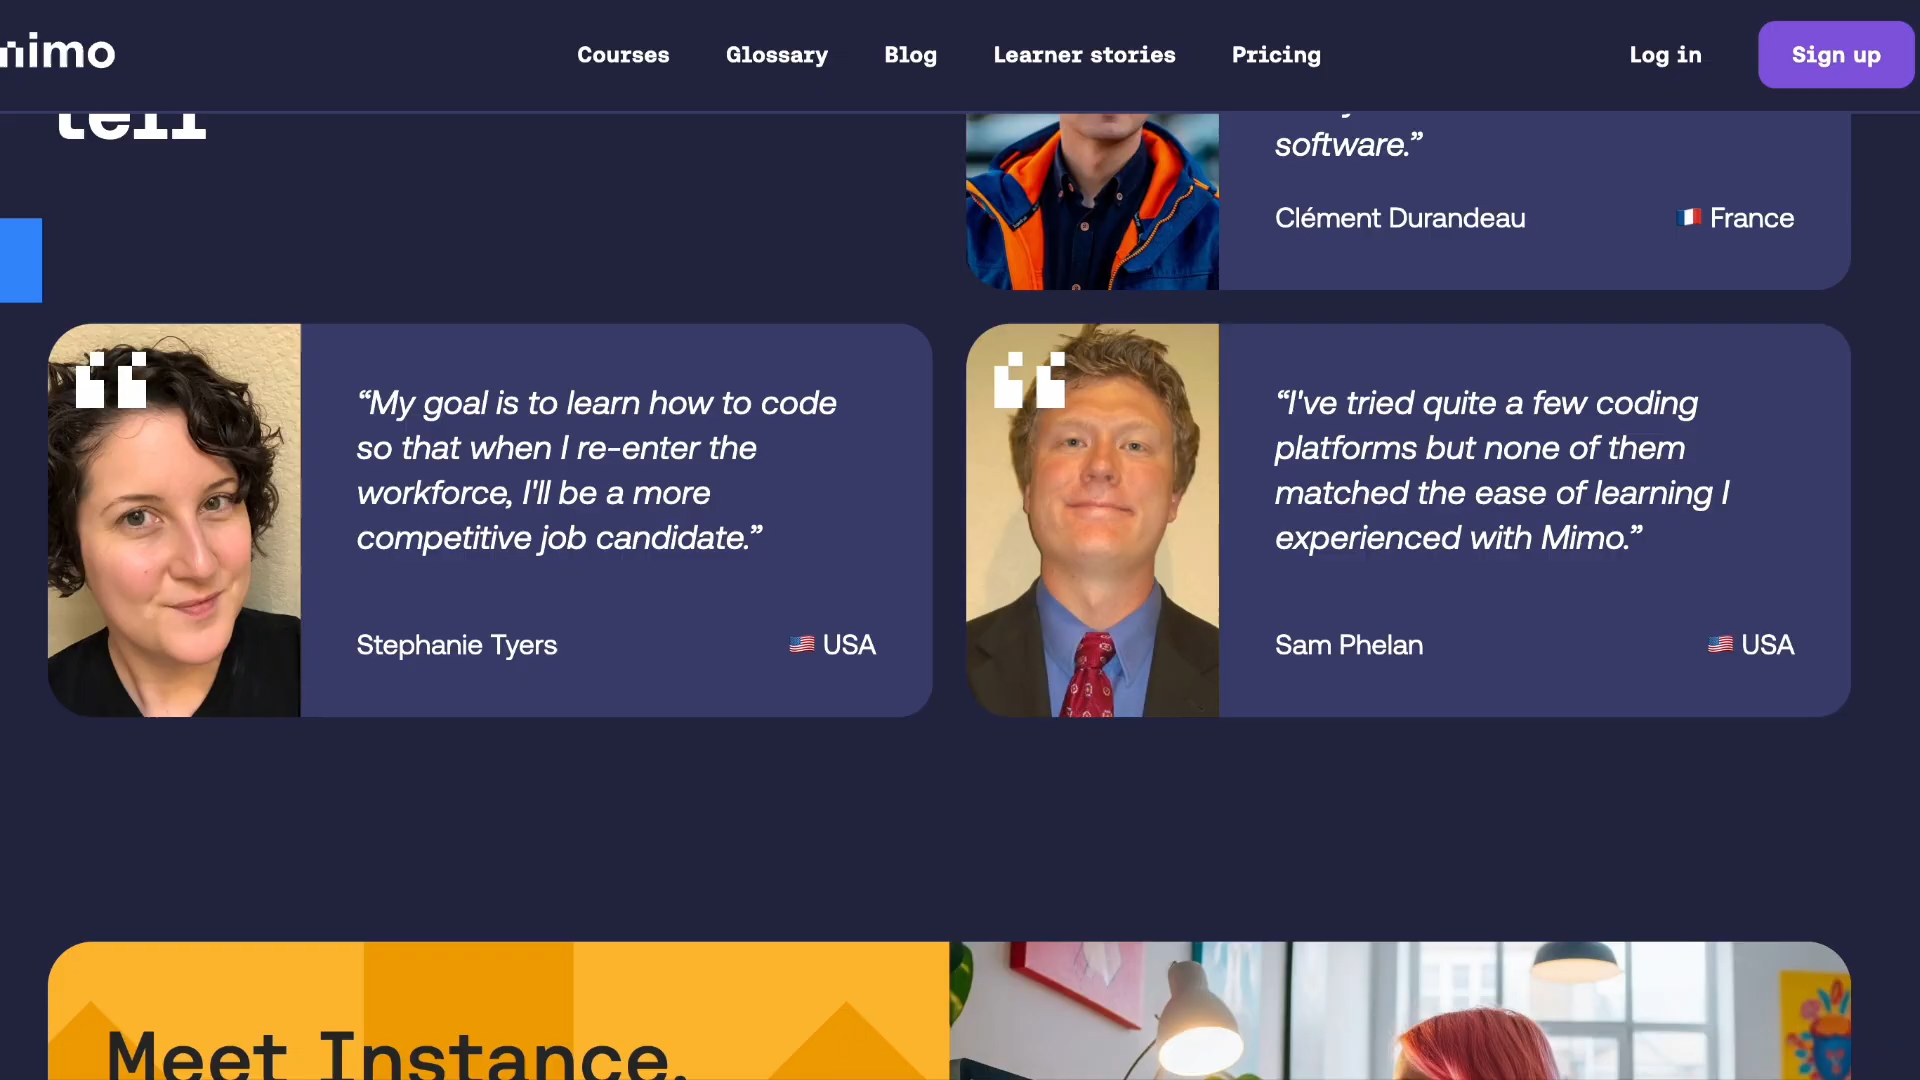 mimo
Courses
Glossary
Blog
Learner stories
Pricing
Log in
Sign up
tell
software.”
Clément Durandeau
France
“My goal is to learn how to code
so that when I re-enter the
workforce, I'll be a more
competitive job candidate.”
Stephanie Tyers
USA
“I've tried quite a few coding
platforms but none of them
matched the ease of learning I
experienced with Mimo.”
Sam Phelan
USA
Meet Instance.